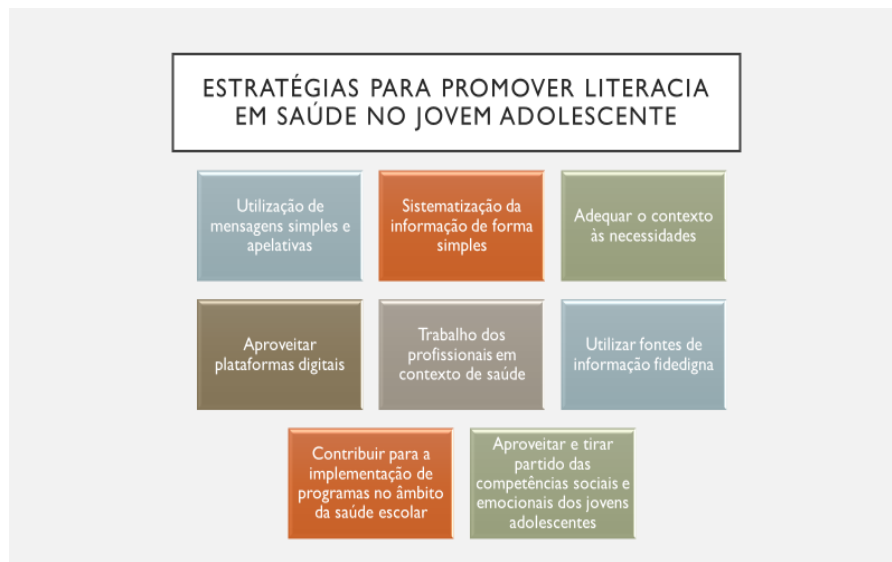 ESTRATÉGIAS PARA PROMOVER LITERACIA
EM SAÚDE NO JOVEM ADOLESCENTE
Utilização de
mensagens simples e
apelativas
Sistematização da
informação de forma
simples
Adequar o contexto
às necessidades
Aproveitar
plataformas digitais
Trabalho dos
profissionais em
contexto de saúde
Utilizar fontes de
informação fidedigna
Contribuir para a
implementação de
programas no âmbito
da saúde escolar
Aproveitar e tirar
partido das
competências sociais e
emocionais dos jovens
adolescentes